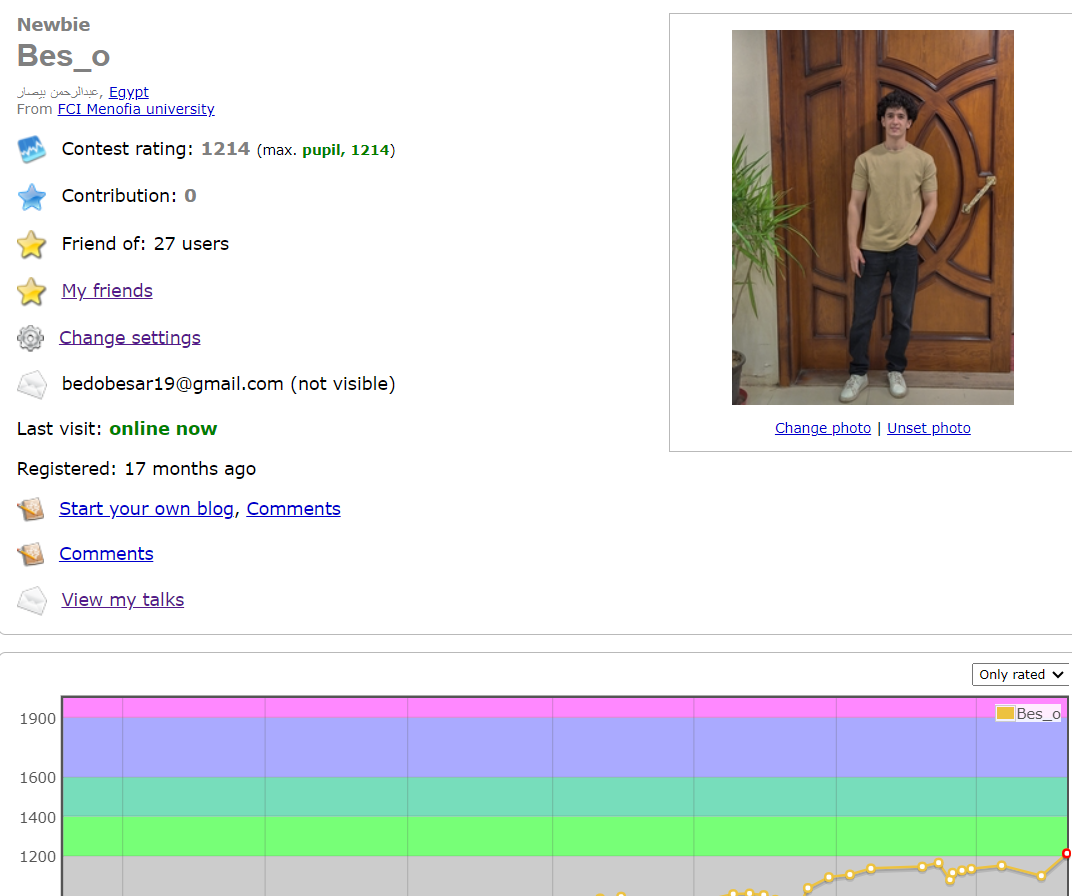 Newbie
Bes_o
عبدالرحمن بيصار, Egypt
From FCI Menofia university
Contest rating: 1214 (max. pupil, 1214)
Contribution: 0
Friend of: 27 users
My friends
Change settings
bedobesar19@gmail.com (not visible)
Last visit: online now
Registered: 17 months ago
Start your own blog, Comments
Comments
View my talks
Change photo | Unset photo
Only rated
Bes_o
1900
1600
1400
1200